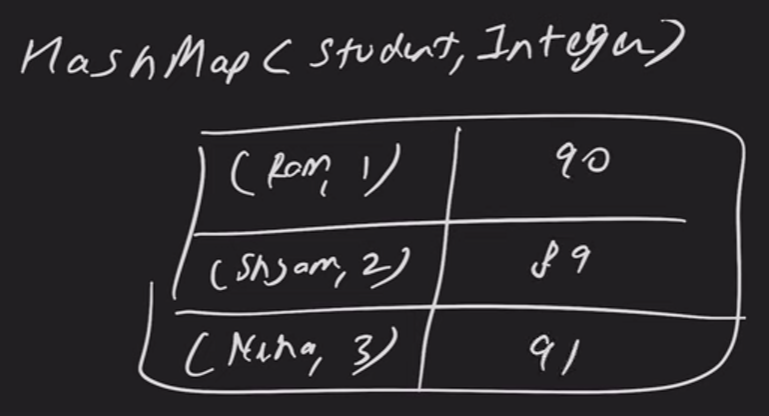 HashMap( Student, Integer)
(Ram, 1) 90
(Shyam, 2) 89
(Neha, 3) 91